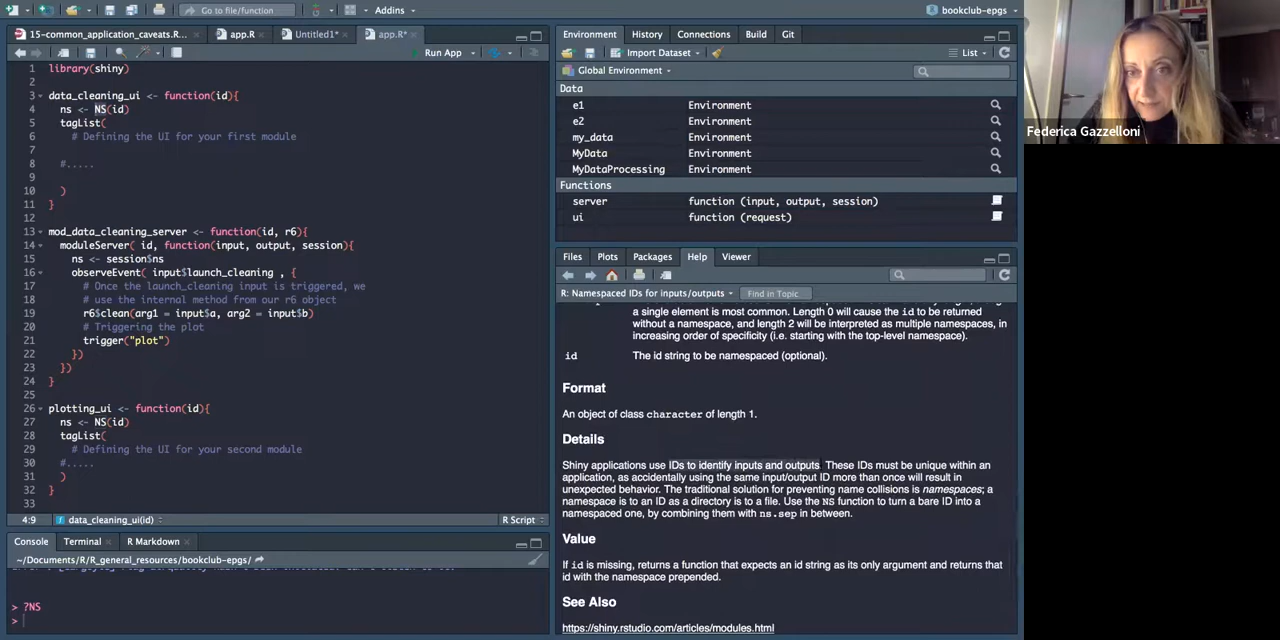 Go to file/function
Addins
bookclub-epgs
15-common_application_caveats.R...
app.R
Untitled1*
app.R*
Run App
1 library(shiny)
2
3 data_cleaning_ui <- function(id){
4 ns <- NS(id)
5 tagList(
6 # Defining the UI for your first module
7
8 #.....
9
10 )
11 }
12
13 mod_data_cleaning_server <- function(id, r6){
14 moduleServer( id, function(input, output, session){
15 ns <- session$ns
16 observeEvent( input$launch_cleaning , {
17 # Once the launch_cleaning input is triggered, we
18 # use the internal method from our r6 object
19 r6$clean(arg1 = input$a, arg2 = input$b)
20 # Triggering the plot
21 trigger("plot")
22 })
23 })
24 }
25
26 plotting_ui <- function(id){
27 ns <- NS(id)
28 tagList(
29 # Defining the UI for your second module
30 #.....
31 )
32 }
33
4:9 data_cleaning_ui(id)
R Script
Console Terminal R Markdown
~/Documents/R/R_general_resources/bookclub-epgs/
> ?NS
>
Environment History Connections Build Git
Import Dataset
List
Global Environment
Data
e1 Environment
e2 Environment
my_data Environment
MyData Environment
MyDataProcessing Environment
Functions
server function (input, output, session)
ui function (request)
Files Plots Packages Help Viewer
R: Namespaced IDs for inputs/outputs
Find in Topic
a single element is most common. Length 0 will cause the id to be returned
without a namespace, and length 2 will be interpreted as multiple namespaces, in
increasing order of specificity (i.e. starting with the top-level namespace).
id The id string to be namespaced (optional).
Format
An object of class character of length 1.
Details
Shiny applications use IDs to identify inputs and outputs. These IDs must be unique within an
application, as accidentally using the same input/output ID more than once will result in
unexpected behavior. The traditional solution for preventing name collisions is namespaces; a
namespace is to an ID as a directory is to a file. Use the NS function to turn a bare ID into a
namespaced one, by combining them with ns.sep in between.
Value
If id is missing, returns a function that expects an id string as its only argument and returns that
id with the namespace prepended.
See Also
https://shiny.rstudio.com/articles/modules.html
Federica Gazzelloni